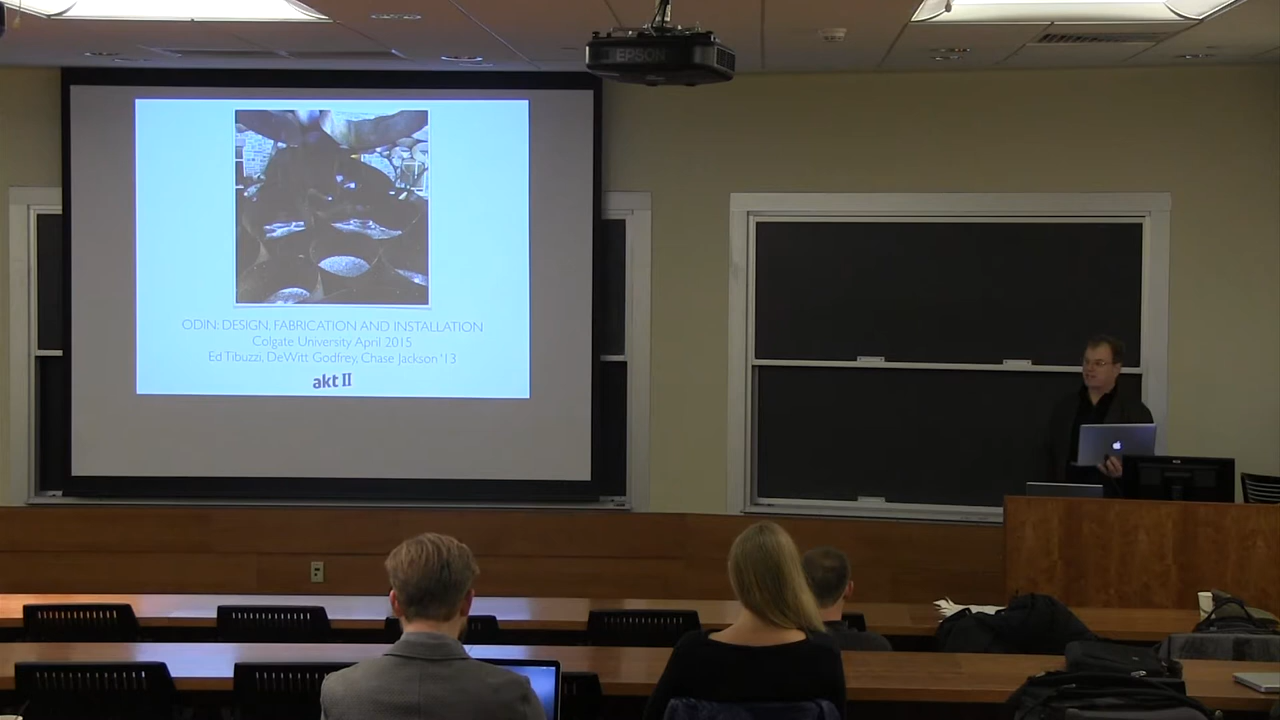 EPSON
ODIN: DESIGN, FABRICATION AND INSTALLATION
Colgate University April 2015
Ed Tibuzzi, DeWitt Godfrey, Chase Jackson '13
akt II